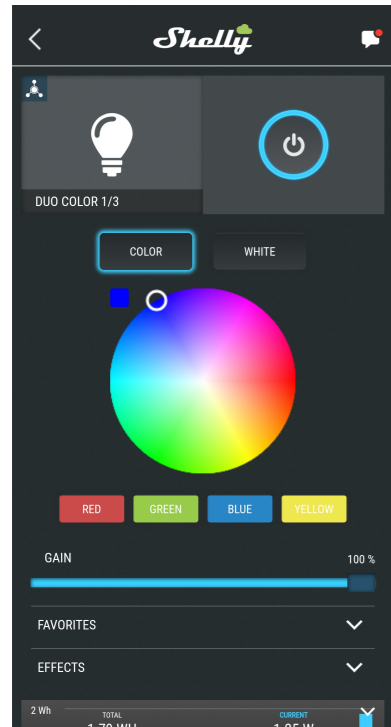 Shelly
DUO COLOR 1/3
COLOR WHITE
RED GREEN BLUE YELLOW
GAIN 100 %
FAVORITES
EFFECTS
2 Wh TOTAL CURRENT